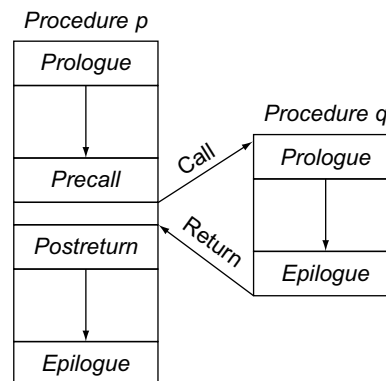 Procedure p
Prologue
Precall
Postreturn
Epilogue
Call
Return
Procedure q
Prologue
Epilogue